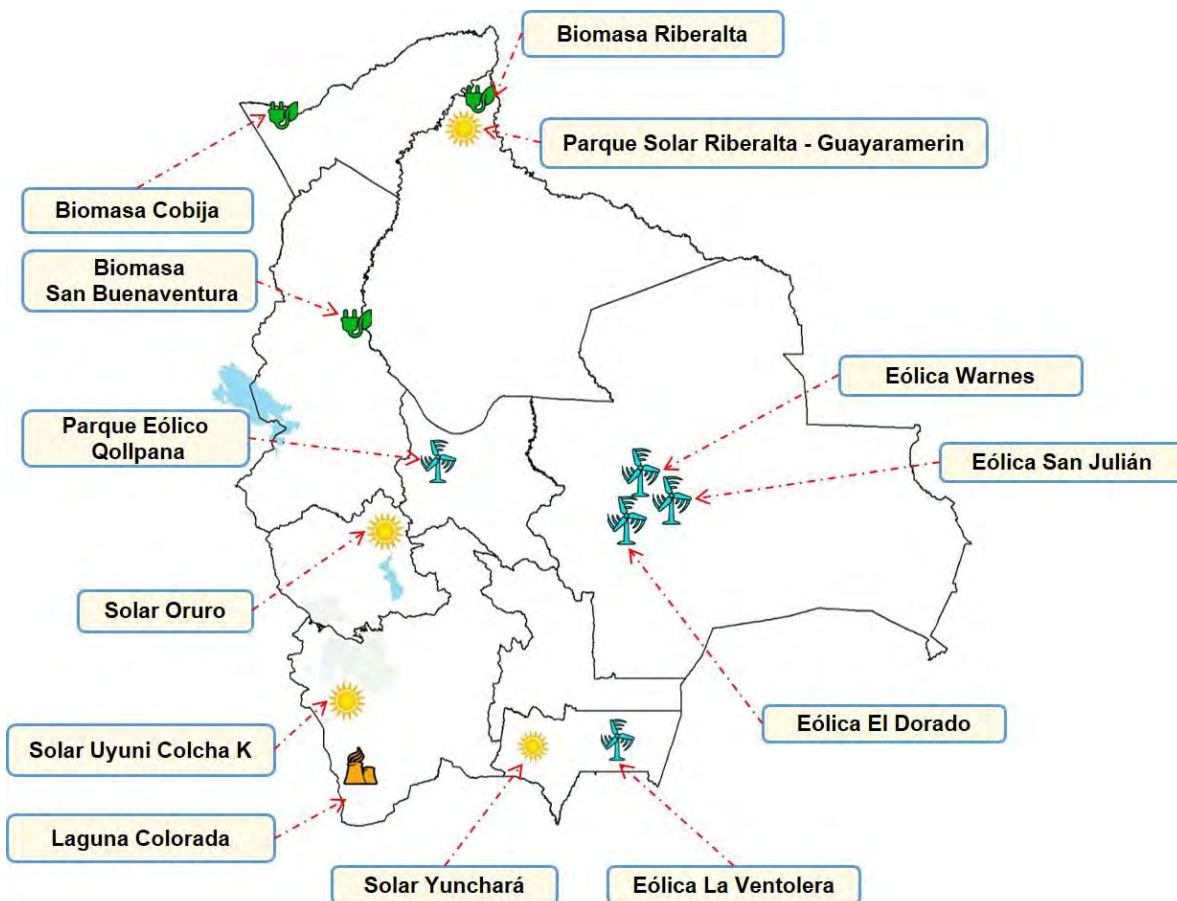 Biomasa Riberalta
Parque Solar Riberalta - Guayaramerin
Biomasa Cobija
Biomasa
San Buenaventura
Eólica Warnes
Parque Eólico
Qollpana
Eólica San Julián
Solar Oruro
Eólica El Dorado
Solar Uyuni Colcha K
Laguna Colorada
Solar Yunchará
Eólica La Ventolera